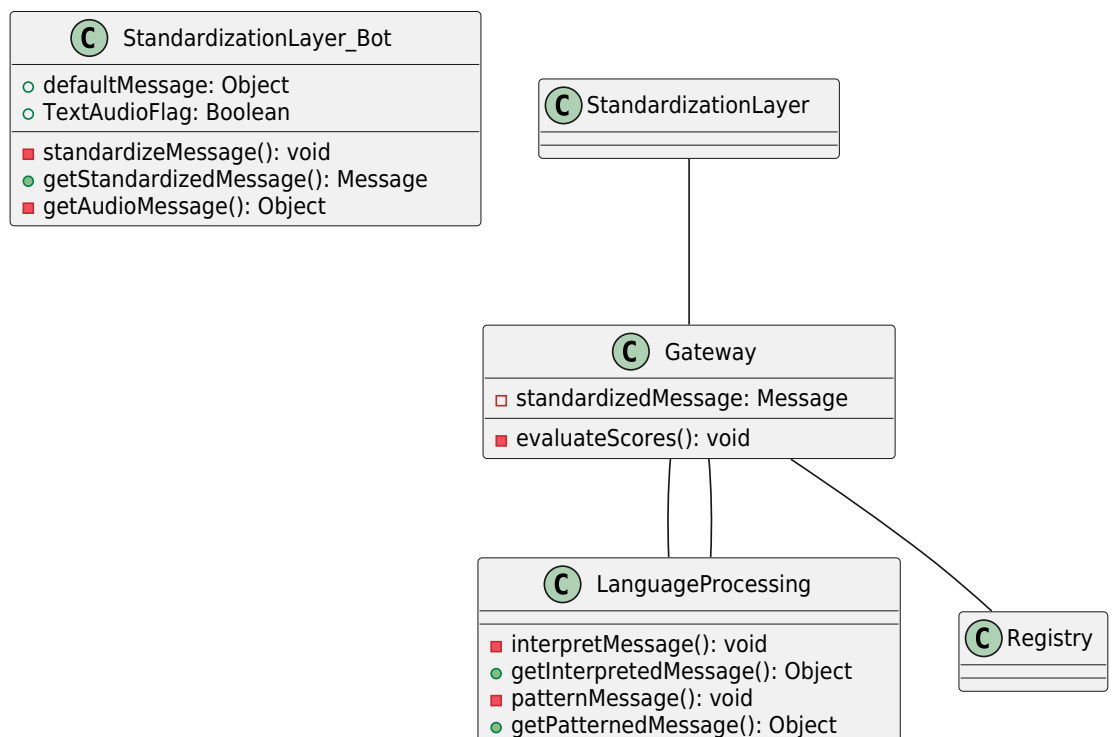 C StandardizationLayer_Bot
defaultMessage: Object
TextAudioFlag: Boolean
standardizeMessage(): void
getStandardizedMessage(): Message
getAudioMessage(): Object
C StandardizationLayer
C Gateway
standardizedMessage: Message
evaluateScores(): void
C LanguageProcessing
interpretMessage(): void
getInterpretedMessage(): Object
patternMessage(): void
getPatternedMessage(): Object
C Registry